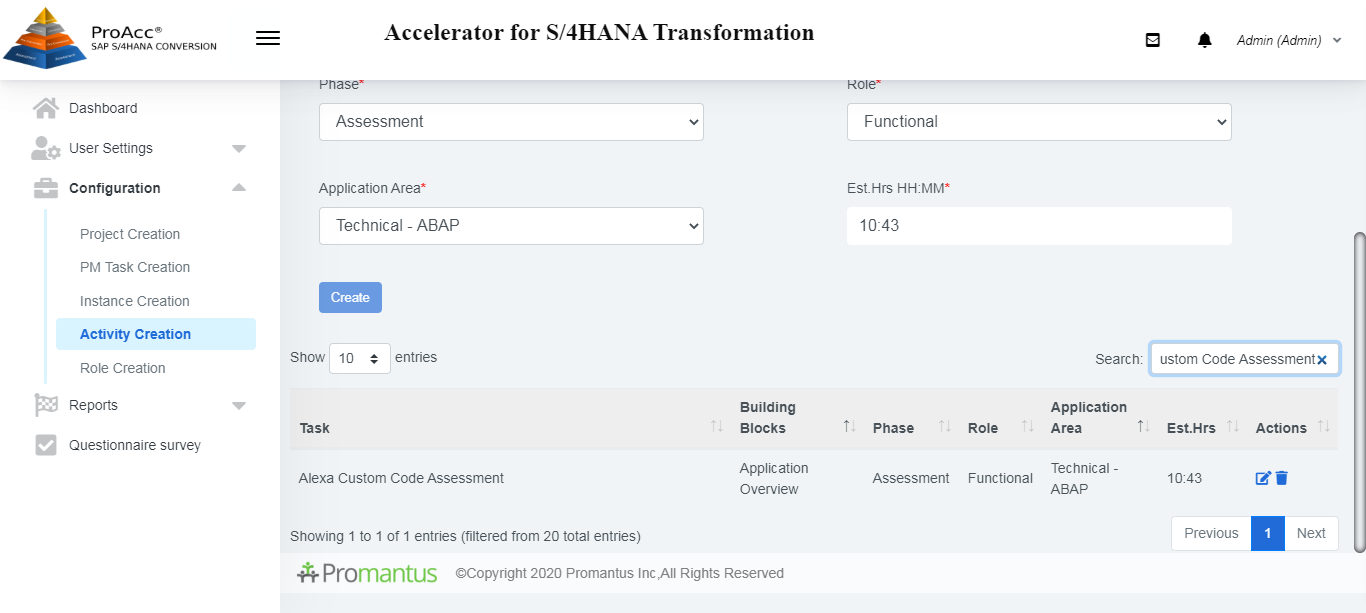 ProAcc®
SAP S/4HANA CONVERSION
Accelerator for S/4HANA Transformation
Admin (Admin)
Dashboard
User Settings
Configuration
Project Creation
PM Task Creation
Instance Creation
Activity Creation
Role Creation
Reports
Questionnaire survey
Phase*
Role*
Assessment
Functional
Application Area*
Est.Hrs HH:MM*
Technical - ABAP
10:43
Create
Show 10 entries
Search: ustom Code Assessment
Task
Building Blocks
Phase
Role
Application Area
Est.Hrs
Actions
Alexa Custom Code Assessment
Application Overview
Assessment
Functional
Technical - ABAP
10:43
Showing 1 to 1 of 1 entries (filtered from 20 total entries)
Previous 1 Next
Promantus
©Copyright 2020 Promantus Inc,All Rights Reserved